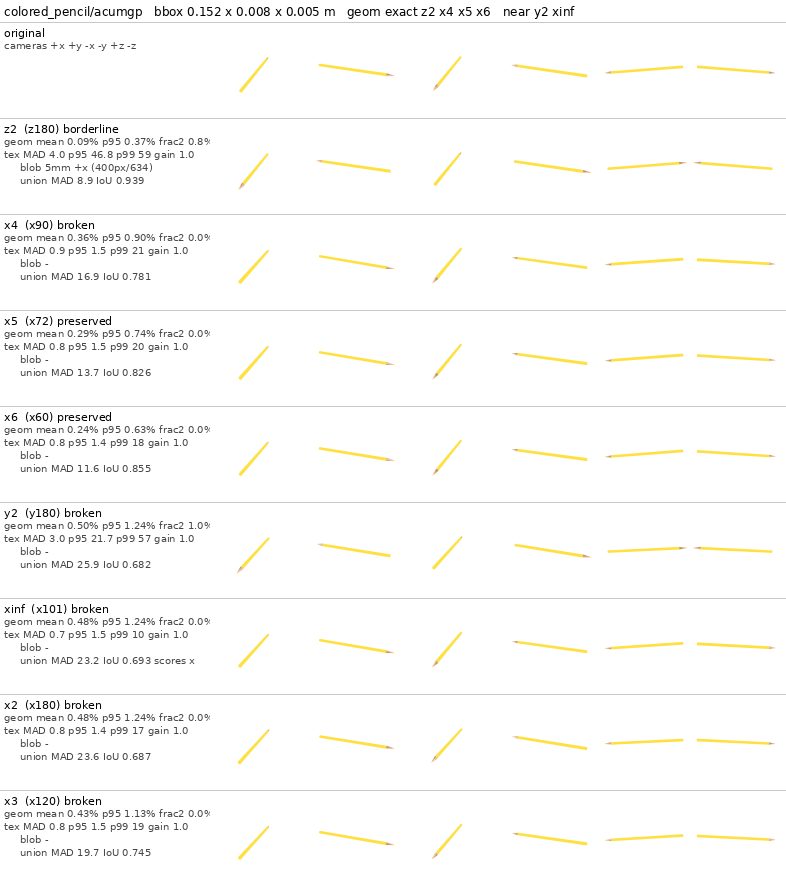 colored_pencil/acumgp   bbox 0.152 x 0.008 x 0.005 m   geom exact z2 x4 x5 x6   near y2 xinf
original
cameras +x +y -x -y +z -z
z2  (z180) borderline
geom mean 0.09% p95 0.37% frac2 0.8%
tex MAD 4.0 p95 46.8 p99 59 gain 1.0
blob 5mm +x (400px/634)
union MAD 8.9 IoU 0.939
x4  (x90) broken
geom mean 0.36% p95 0.90% frac2 0.0%
tex MAD 0.9 p95 1.5 p99 21 gain 1.0
blob -
union MAD 16.9 IoU 0.781
x5  (x72) preserved
geom mean 0.29% p95 0.74% frac2 0.0%
tex MAD 0.8 p95 1.5 p99 20 gain 1.0
blob -
union MAD 13.7 IoU 0.826
x6  (x60) preserved
geom mean 0.24% p95 0.63% frac2 0.0%
tex MAD 0.8 p95 1.4 p99 18 gain 1.0
blob -
union MAD 11.6 IoU 0.855
y2  (y180) broken
geom mean 0.50% p95 1.24% frac2 1.0%
tex MAD 3.0 p95 21.7 p99 57 gain 1.0
blob -
union MAD 25.9 IoU 0.682
xinf  (x101) broken
geom mean 0.48% p95 1.24% frac2 0.0%
tex MAD 0.7 p95 1.5 p99 10 gain 1.0
blob -
union MAD 23.2 IoU 0.693 scores x
x2  (x180) broken
geom mean 0.48% p95 1.24% frac2 0.0%
tex MAD 0.8 p95 1.4 p99 17 gain 1.0
blob -
union MAD 23.6 IoU 0.687
x3  (x120) broken
geom mean 0.43% p95 1.13% frac2 0.0%
tex MAD 0.8 p95 1.5 p99 19 gain 1.0
blob -
union MAD 19.7 IoU 0.745